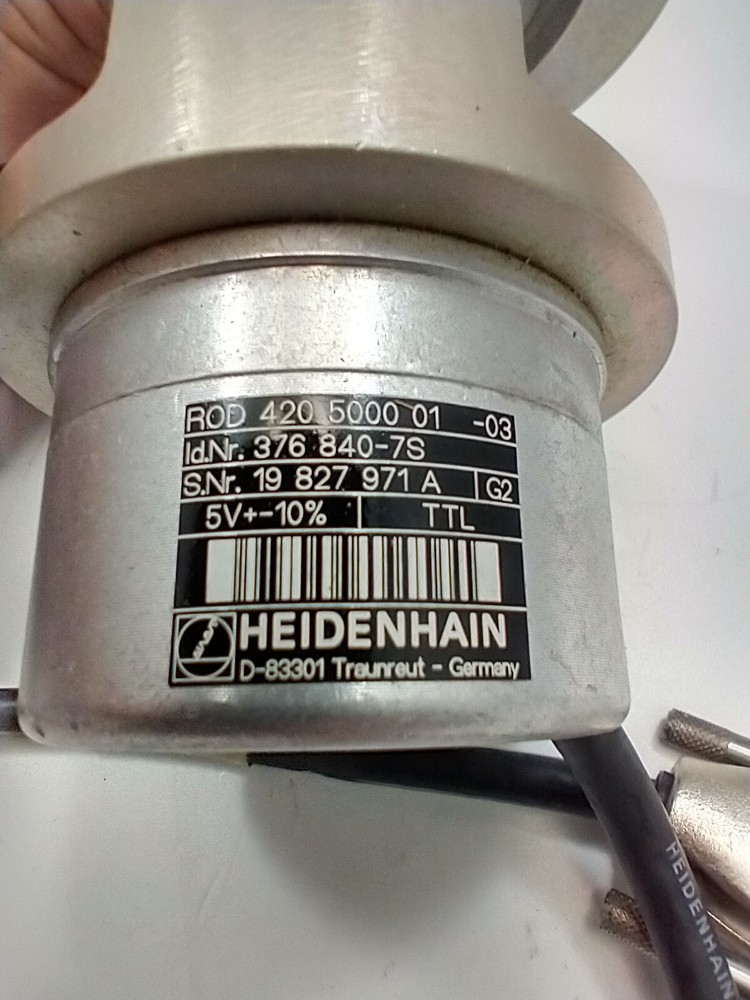 ROD 420 5000 01 -03
Id.Nr. 376 840-7S
S.Nr. 19 827 971 A G2
5V+-10% TTL
HEIDENHAIN
D-83301 Traunreut - Germany
HEIDENHAIN